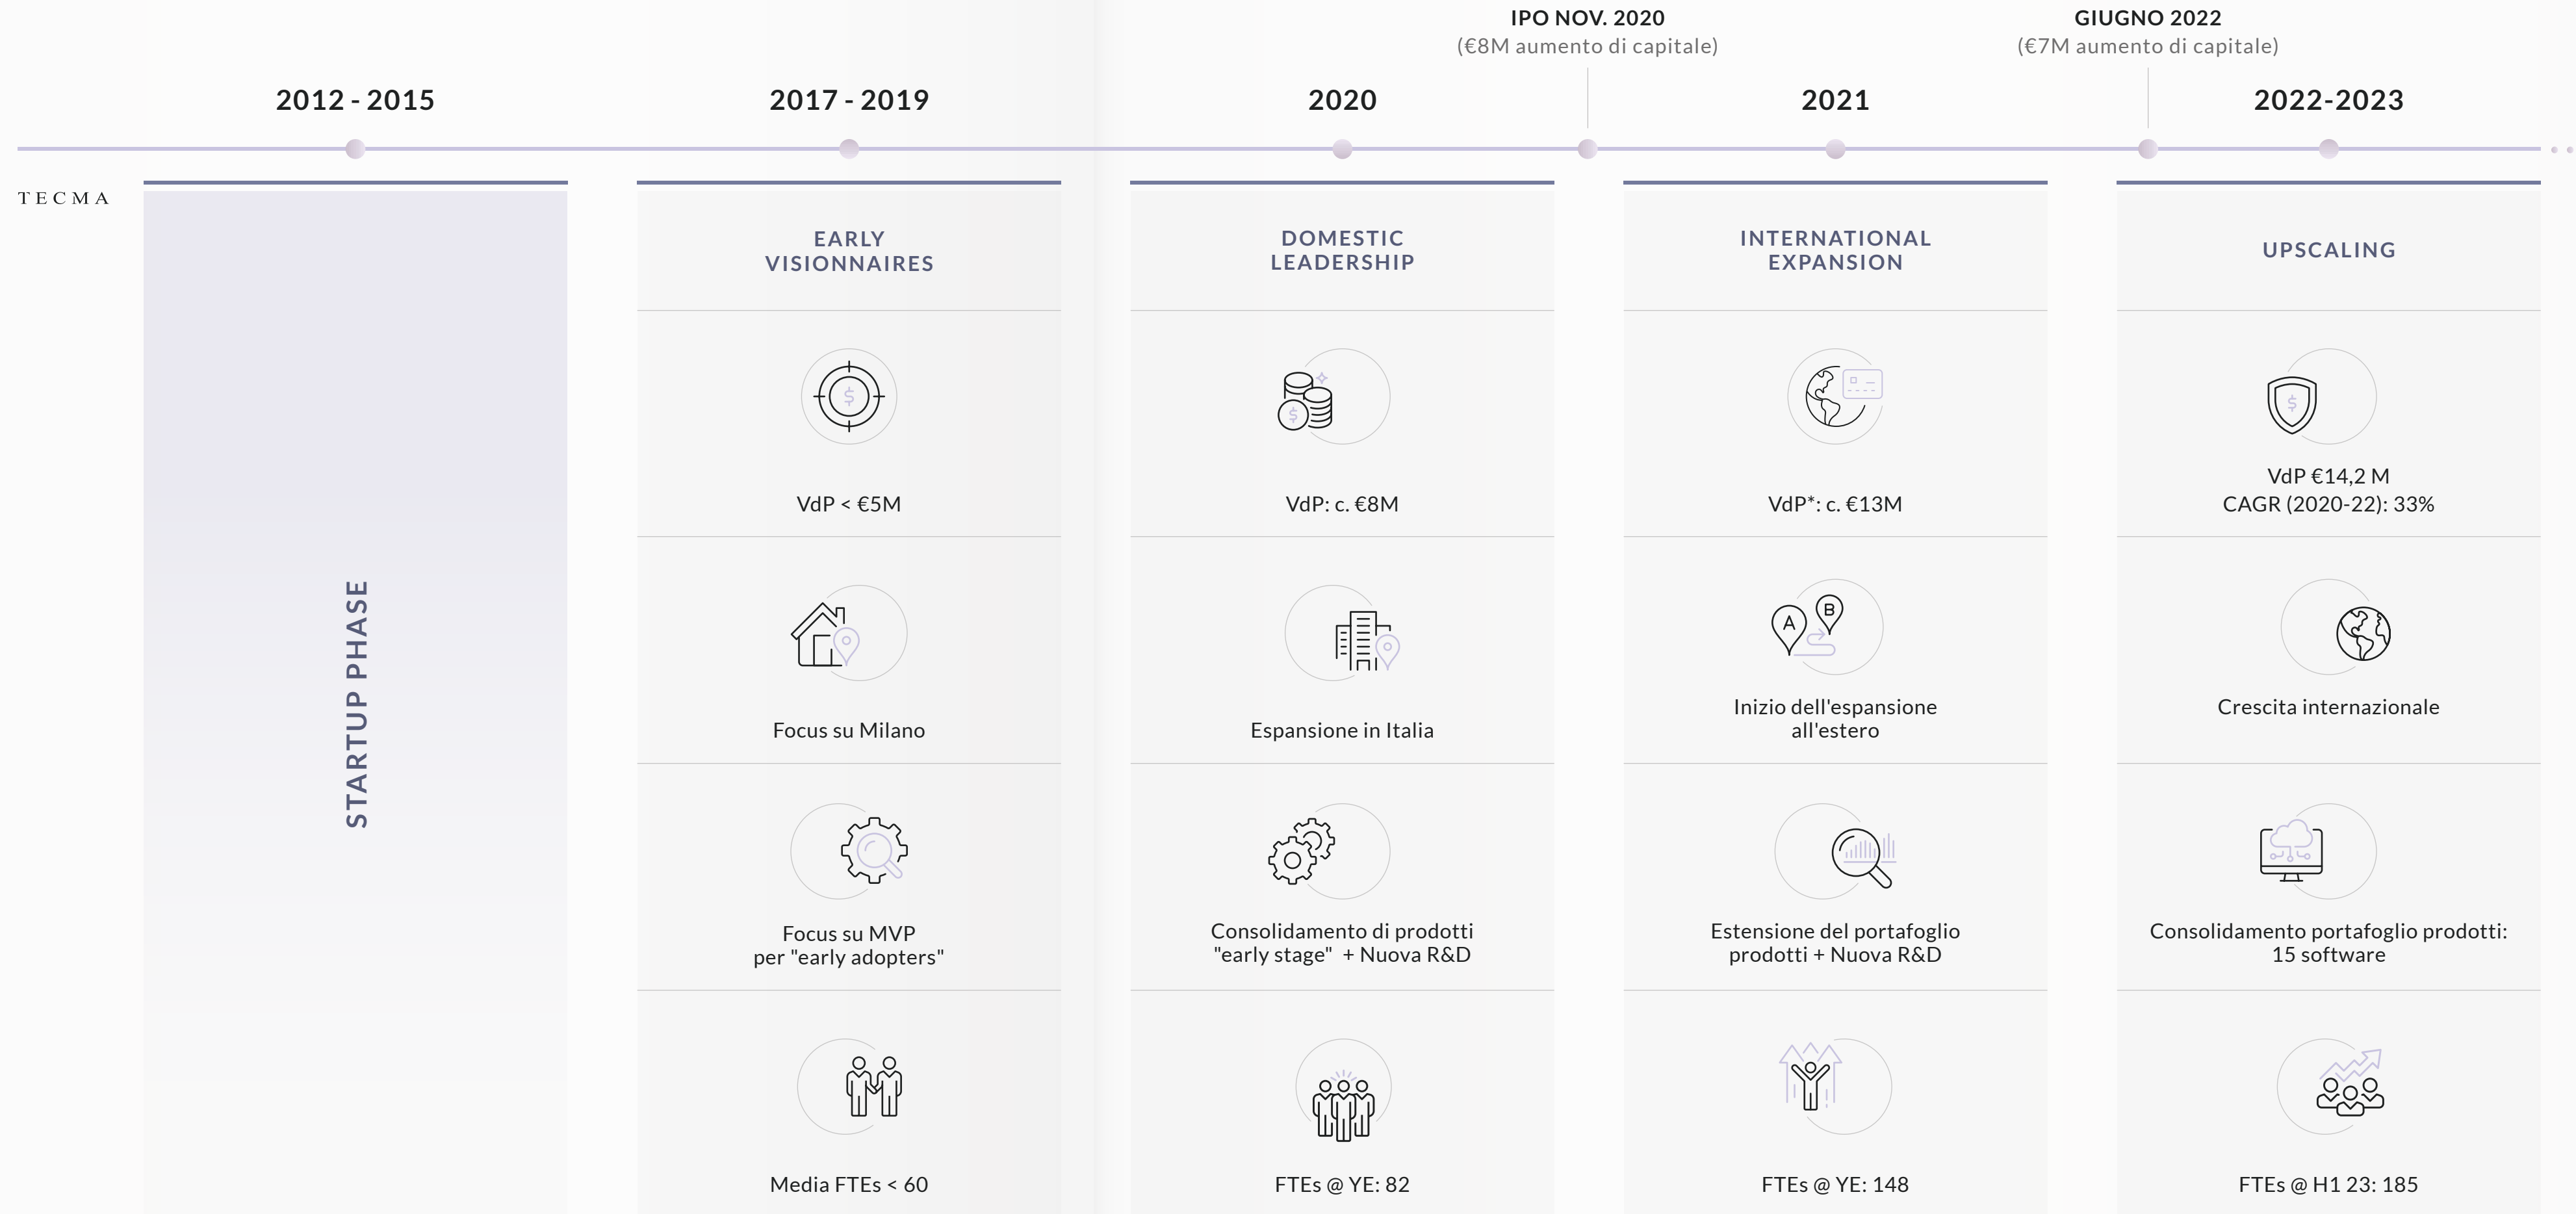 IPO NOV. 2020
(€8M aumento di capitale)
GIUGNO 2022
(€7M aumento di capitale)
2012 - 2015
2017 - 2019
2020
2021
2022-2023
TECMA
STARTUP PHASE
EARLY
VISIONNAIRES
VdP < €5M
Focus su Milano
Focus su MVP
per "early adopters"
Media FTEs < 60
DOMESTIC
LEADERSHIP
$
VdP: c. €8M
Espansione in Italia
Consolidamento di prodotti
"early stage" + Nuova R&D
FTEs @ YE: 82
INTERNATIONAL
EXPANSION
VdP*: c. €13M
A
B
Inizio dell'espansione
all'estero
Estensione del portafoglio
prodotti + Nuova R&D
FTEs @ YE: 148
UPSCALING
$
VdP €14,2 M
CAGR (2020-22): 33%
Crescita internazionale
Consolidamento portafoglio prodotti:
15 software
FTEs @ H1 23: 185